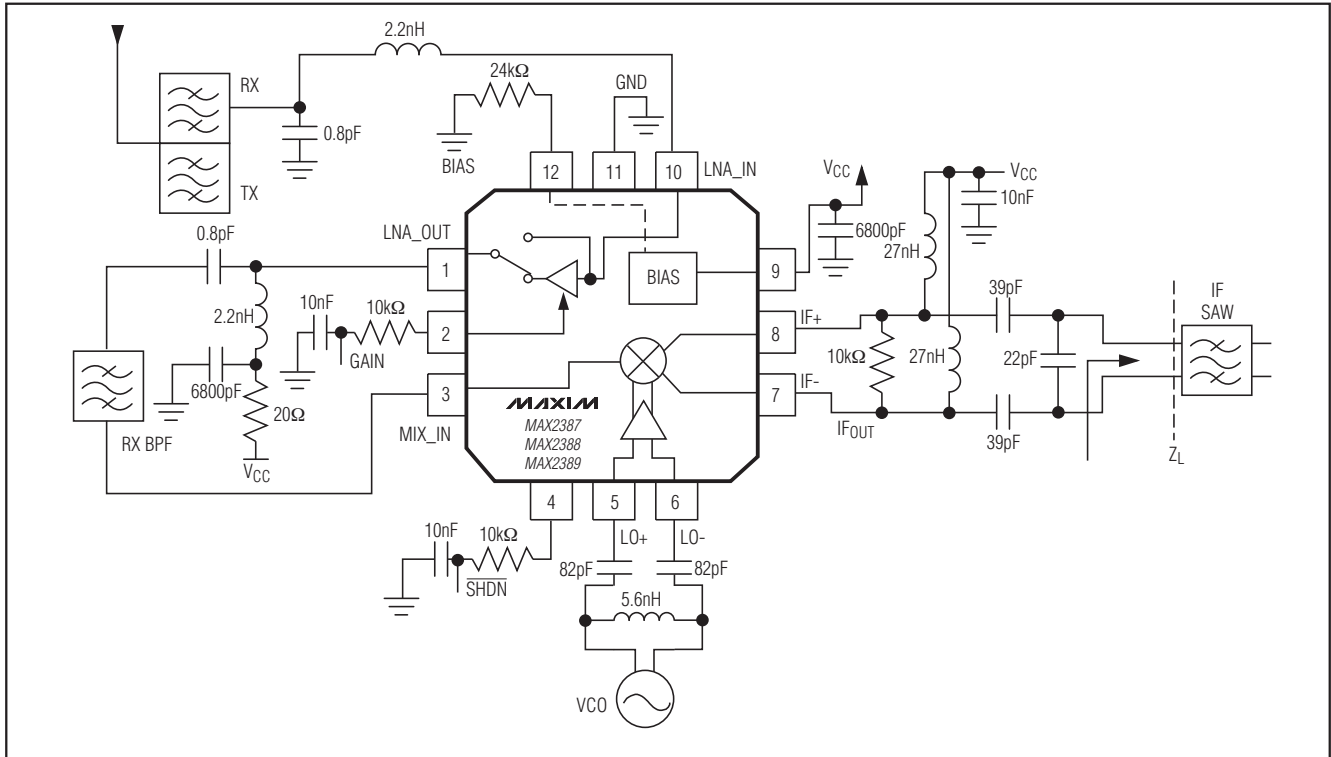 2.2nH
24kΩ
GND
VCC
RX
TX
0.8pF
BIAS
12
11
10
LNA_IN
VCC
10nF
6800pF
27nH
0.8pF
LNA_OUT
1
BIAS
9
39pF
IF
SAW
2.2nH
10nF
10kΩ
2
GAIN
8
IF+
10kΩ
27nH
22pF
6800pF
RX BPF
20Ω
VCC
3
MIX_IN
MAXIM
MAX2387
MAX2388
MAX2389
7
IF-
IFOUT
39pF
ZL
4
5
6
10nF
10kΩ
SHDN
LO+
LO-
82pF
82pF
5.6nH
VCO